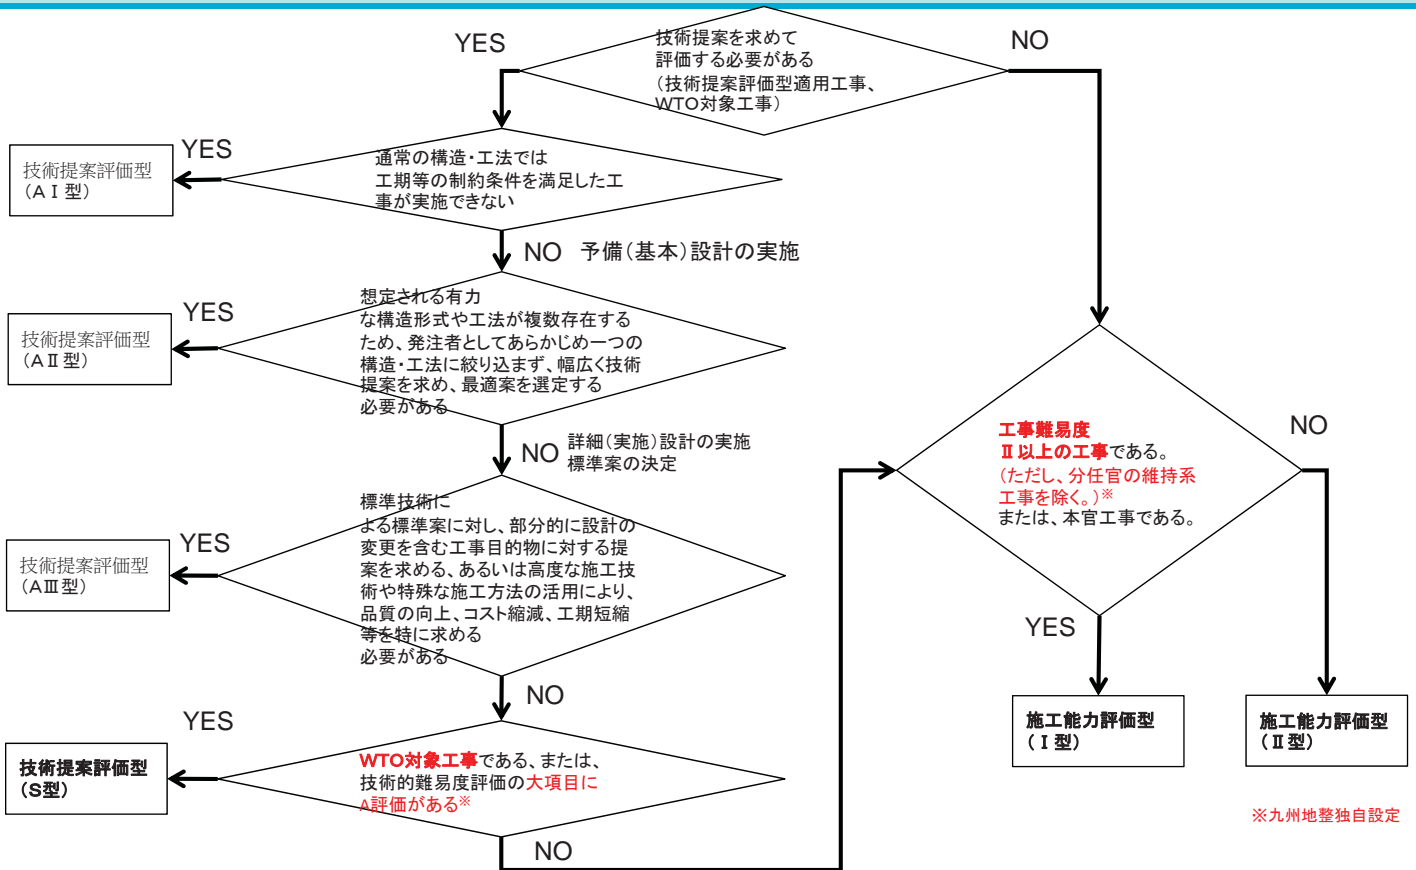 技術提案を求めて
評価する必要がある
（技術提案評価型適用工事、
WTO対象工事）
YES
NO
通常の構造・工法では
工期等の制約条件を満足した工
事が実施できない
YES
技術提案評価型
（AⅠ型）
NO
予備（基本）設計の実施
想定される有力
な構造形式や工法が複数存在する
ため、発注者としてあらかじめ一つの
構造・工法に絞り込まず、幅広く技術
提案を求め、最適案を選定する
必要がある
YES
技術提案評価型
（AⅡ型）
NO
詳細（実施）設計の実施
標準案の決定
標準技術に
よる標準案に対し、部分的に設計の
変更を含む工事目的物に対する提
案を求める、あるいは高度な施工技
術や特殊な施工方法の活用により、
品質の向上、コスト縮減、工期短縮
等を特に求める
必要がある
YES
技術提案評価型
（AⅢ型）
NO
WTO対象工事である、または、
技術的難易度評価の大項目に
A評価がある※
YES
技術提案評価型
（S型）
NO
工事難易度
Ⅱ以上の工事である。
（ただし、分任官の維持系
工事を除く。）※
または、本官工事である。
NO
YES
施工能力評価型
（Ⅰ型）
施工能力評価型
（Ⅱ型）
※九州地整独自設定